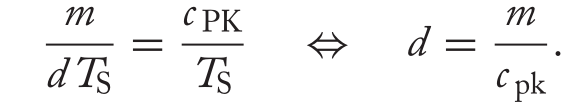 m/(d T_S) = c_PK/T_S ⇔ d = m/c_pk.